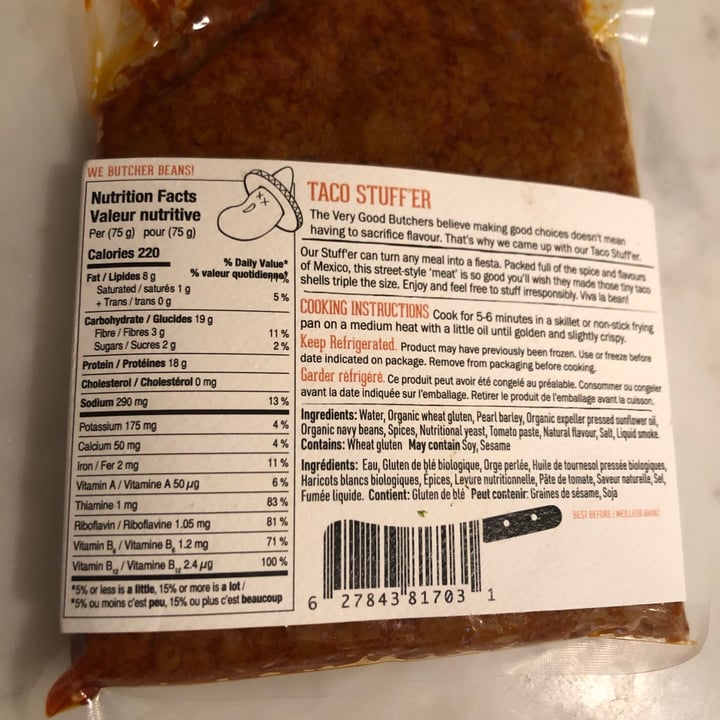 WE BUTCHER BEANS!
Nutrition Facts
Valeur nutritive
Per (75 g) pour (75 g)
Calories 220
% Daily Value*
% valeur quotidienne*
Fat / Lipides 8 g 11 %
Saturated / saturés 1 g
+ Trans / trans 0 g 5 %
Carbohydrate / Glucides 19 g
Fibre / Fibres 3 g 11 %
Sugars / Sucres 2 g 2 %
Protein / Protéines 18 g
Cholesterol / Cholestérol 0 mg
Sodium 290 mg 13 %
Potassium 175 mg 4 %
Calcium 50 mg 4 %
Iron / Fer 2 mg 11 %
Vitamin A / Vitamine A 50 µg 6 %
Thiamine 1 mg 83 %
Riboflavin / Riboflavine 1.05 mg 81 %
Vitamin B6 / Vitamine B6 1.2 mg 71 %
Vitamin B12 / Vitamine B12 2.4 µg 100 %
*5% or less is a little, 15% or more is a lot /
*5% ou moins c'est peu, 15% ou plus c'est beaucoup
TACO STUFF'ER
The Very Good Butchers believe making good choices doesn't mean
having to sacrifice flavour. That's why we came up with our Taco Stuff'er.
Our Stuff'er can turn any meal into a fiesta. Packed full of the spice and flavours
of Mexico, this street-style 'meat' is so good you'll wish they made those tiny taco
shells triple the size. Enjoy and feel free to stuff irresponsibly. Viva la bean!
COOKING INSTRUCTIONS Cook for 5-6 minutes in a skillet or non-stick frying
pan on a medium heat with a little oil until golden and slightly crispy.
Keep Refrigerated. Product may have previously been frozen. Use or freeze before
date indicated on package. Remove from packaging before cooking.
Garder réfrigéré. Ce produit peut avoir été congelé au préalable. Consommer ou congeler
avant la date indiquée sur l'emballage. Retirer le produit de l'emballage avant la cuisson.
Ingredients: Water, Organic wheat gluten, Pearl barley, Organic expeller pressed sunflower oil,
Organic navy beans, Spices, Nutritional yeast, Tomato paste, Natural flavour, Salt, Liquid smoke.
Contains: Wheat gluten May contain Soy, Sesame
Ingrédients: Eau, Gluten de blé biologique, Orge perlée, Huile de tournesol pressée biologiques,
Haricots blancs biologiques, Épices, Levure nutritionnelle, Pâte de tomate, Saveur naturelle, Sel,
Fumée liquide. Contient: Gluten de blé Peut contenir: Graines de sésame, Soja
BEST BEFORE / MEILLEUR AVANT
6 27843 81703 1